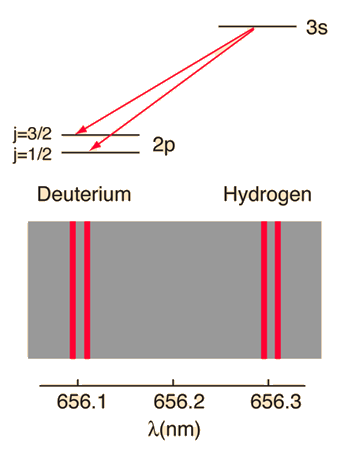 3s
j=3/2
j=1/2
2p
Deuterium Hydrogen
656.1 656.2 656.3
λ(nm)